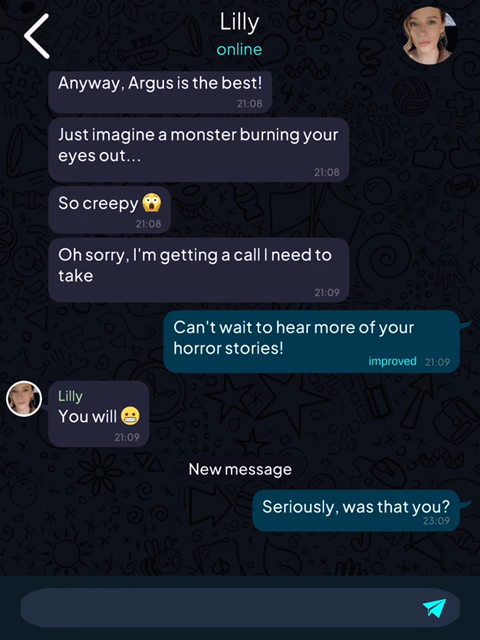 Lilly
online
Anyway, Argus is the best!
21:08
Just imagine a monster burning your
eyes out...
21:08
So creepy 😱
21:08
Oh sorry, I'm getting a call I need to
take
21:09
Can't wait to hear more of your
horror stories!
improved 21:09
Lilly
You will 😬
21:09
New message
Seriously, was that you?
23:09